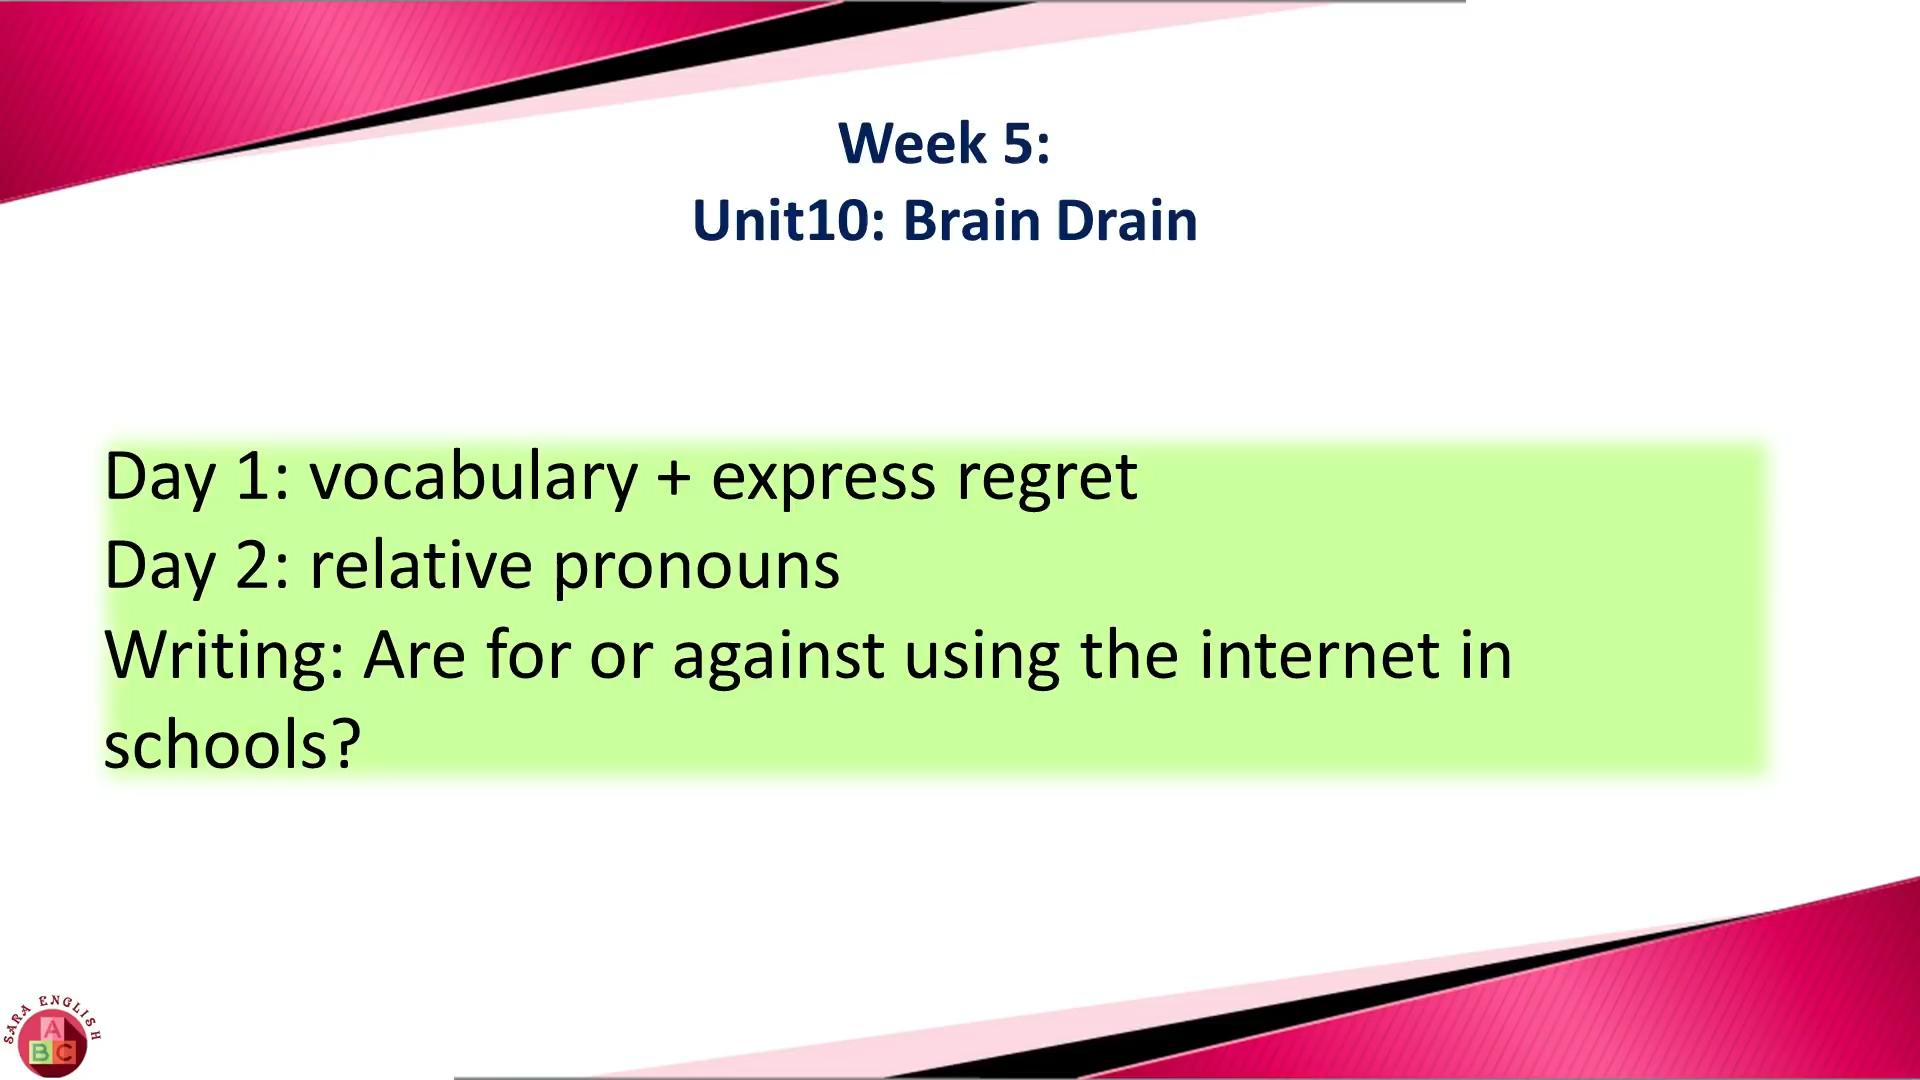 Week 5:
Unit10: Brain Drain
Day 1: vocabulary + express regret
Day 2: relative pronouns
Writing: Are for or against using the internet in
schools?
SARA ENGLISH
A
BC